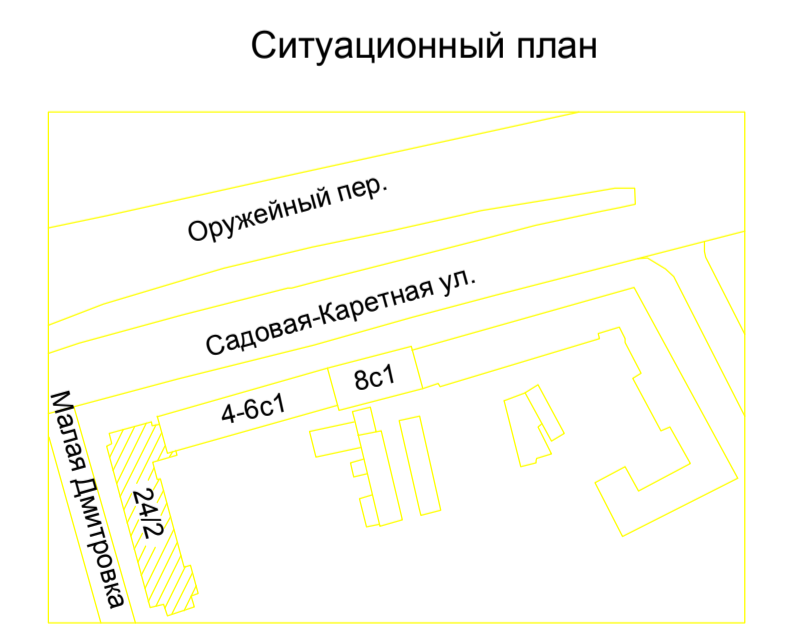 Ситуационный план
Оружейный пер.
Садовая-Каретная ул.
8с1
4-6с1
Малая Дмитровка
24/2